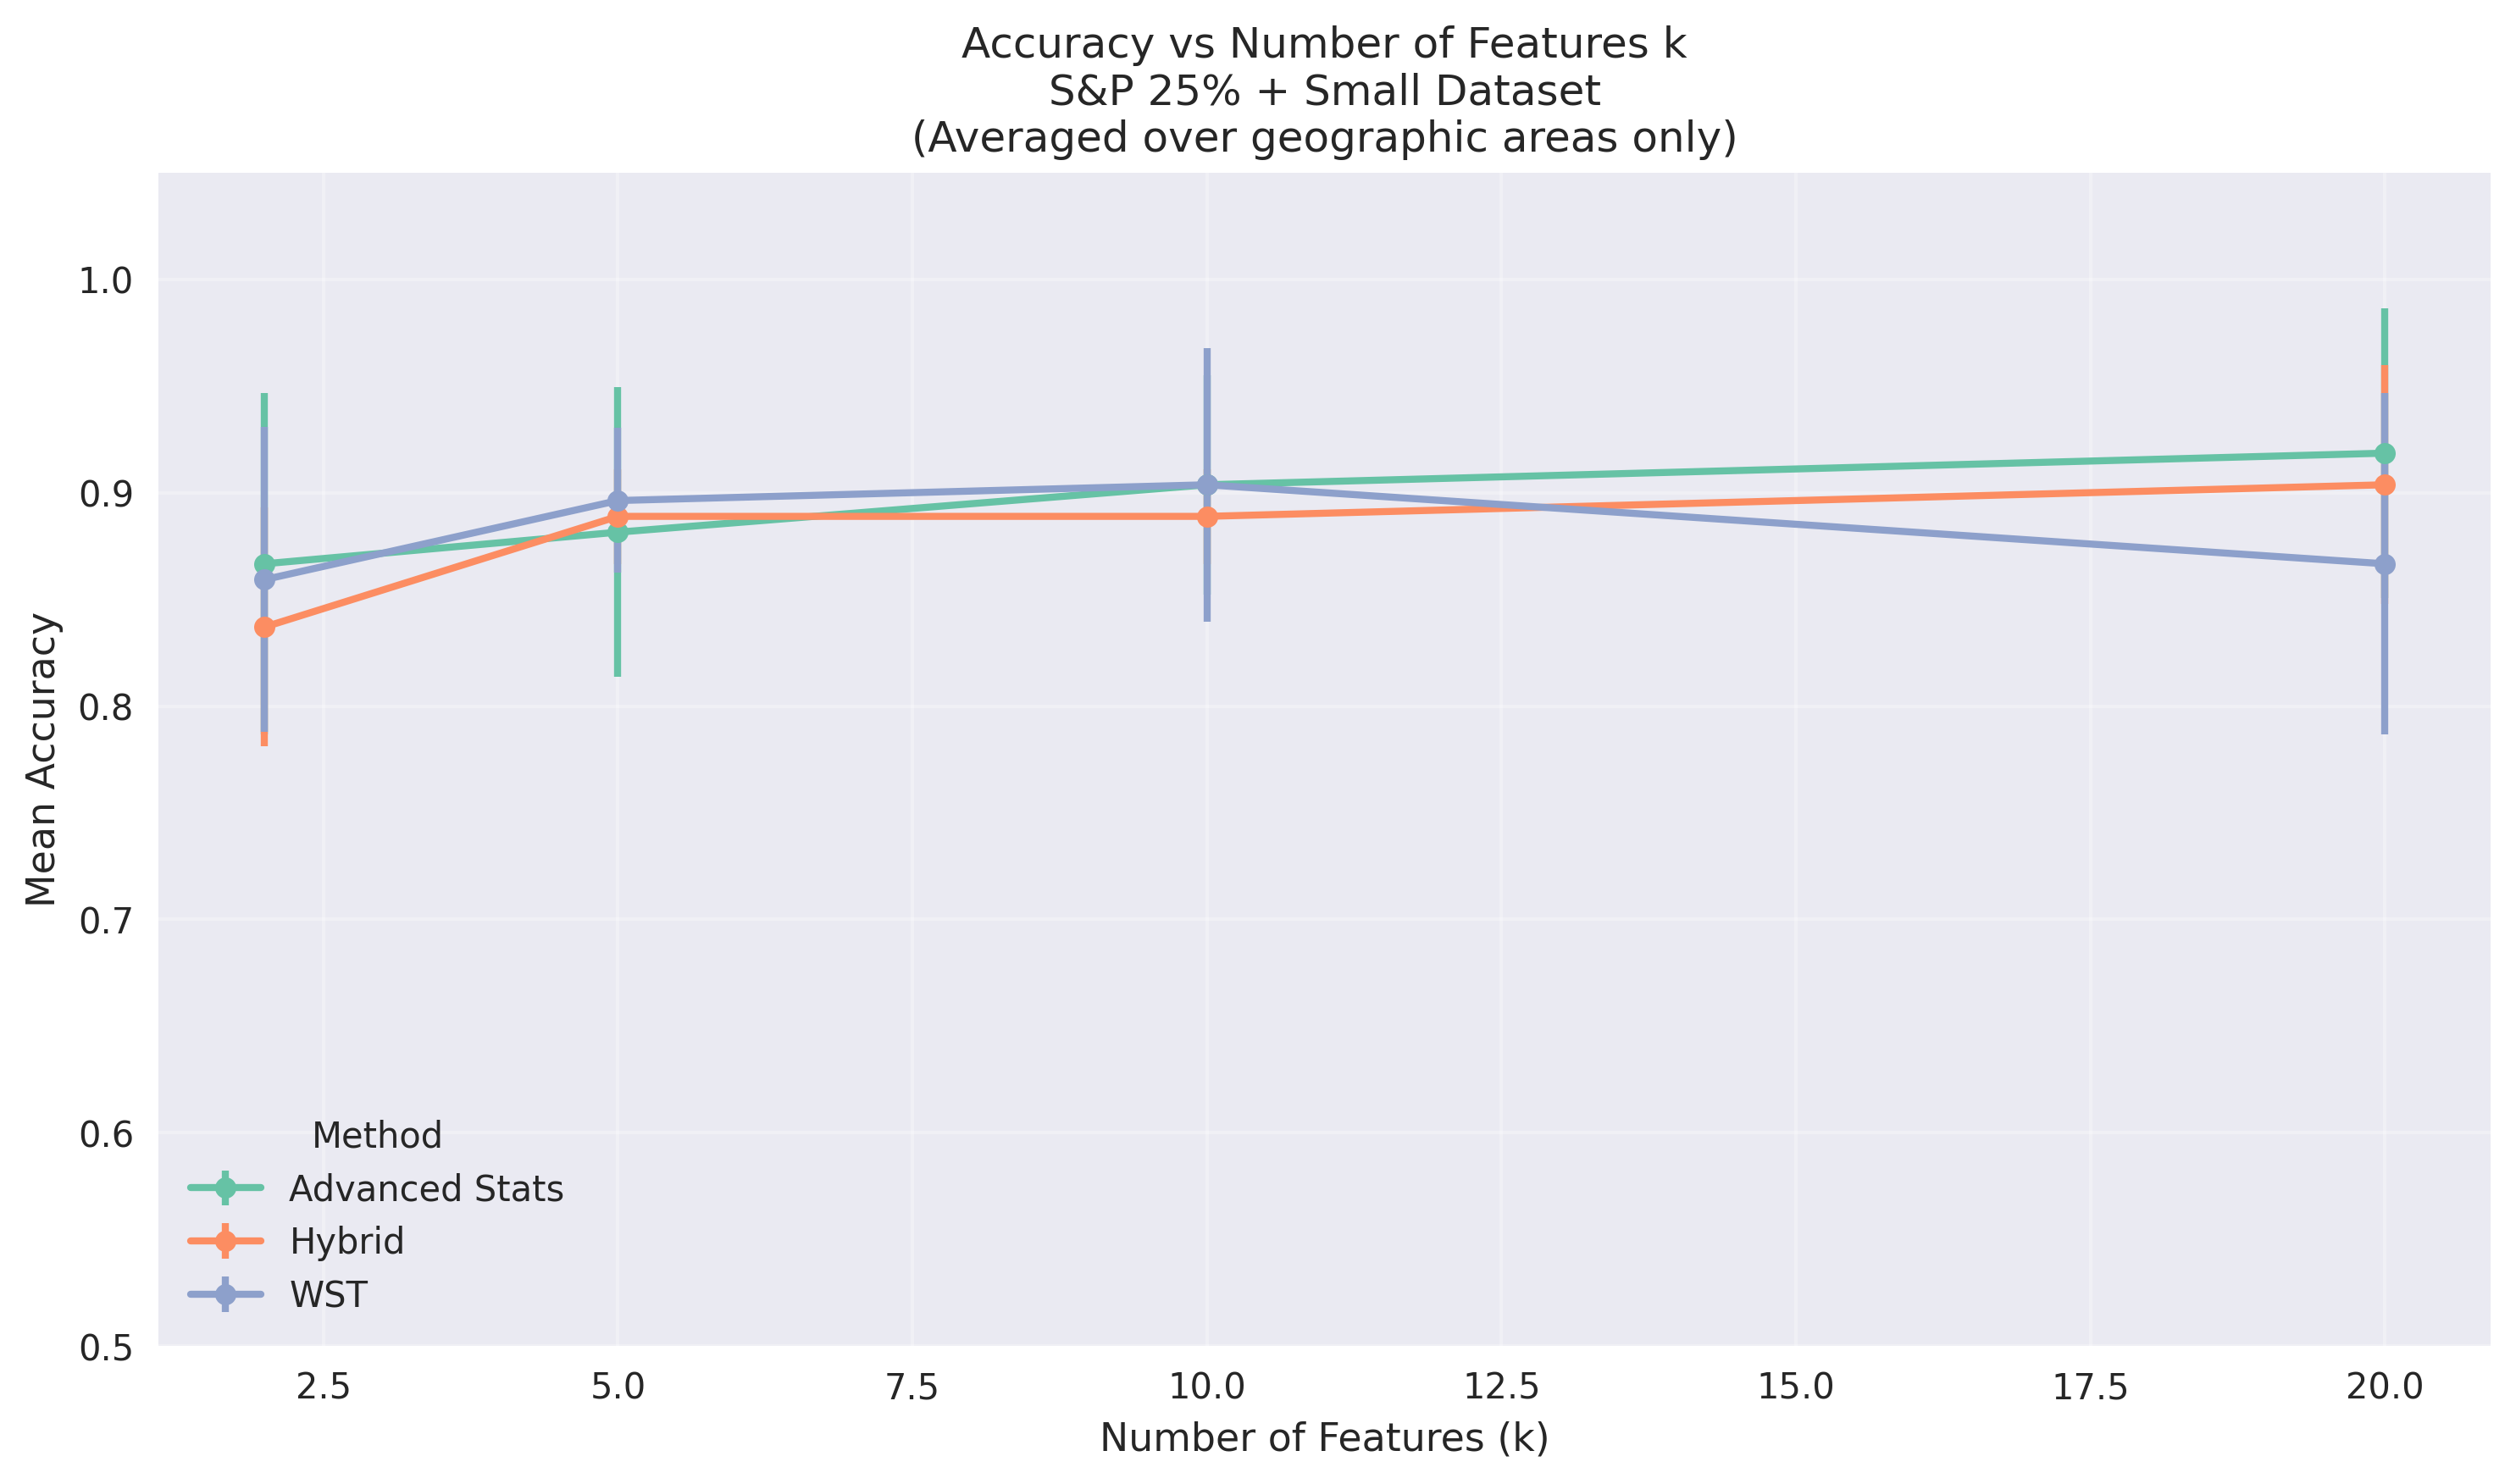 Accuracy vs Number of Features k
S&P 25% + Small Dataset
(Averaged over geographic areas only)
Mean Accuracy
1.0
0.9
0.8
0.7
0.6
0.5
Method
Advanced Stats
Hybrid
WST
2.5 5.0 7.5 10.0 12.5 15.0 17.5 20.0
Number of Features (k)